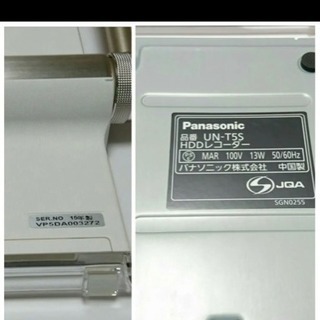 SER.NO 15年製
VP5DA003272
Panasonic
品番 UN-T5S
HDDレコーダー
MAR 100V 13W 50/60Hz
パナソニック株式会社 中国製
JQA
SGN0255